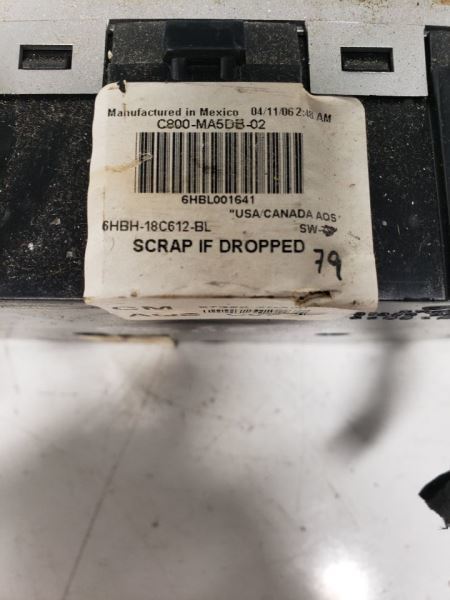 Manufactured in Mexico 04/11/06 2:48 AM
C800-MA5DB-02
6HBL001641
"USA/CANADA AQS"
6HBH-18C612-BL SW-
SCRAP IF DROPPED 79